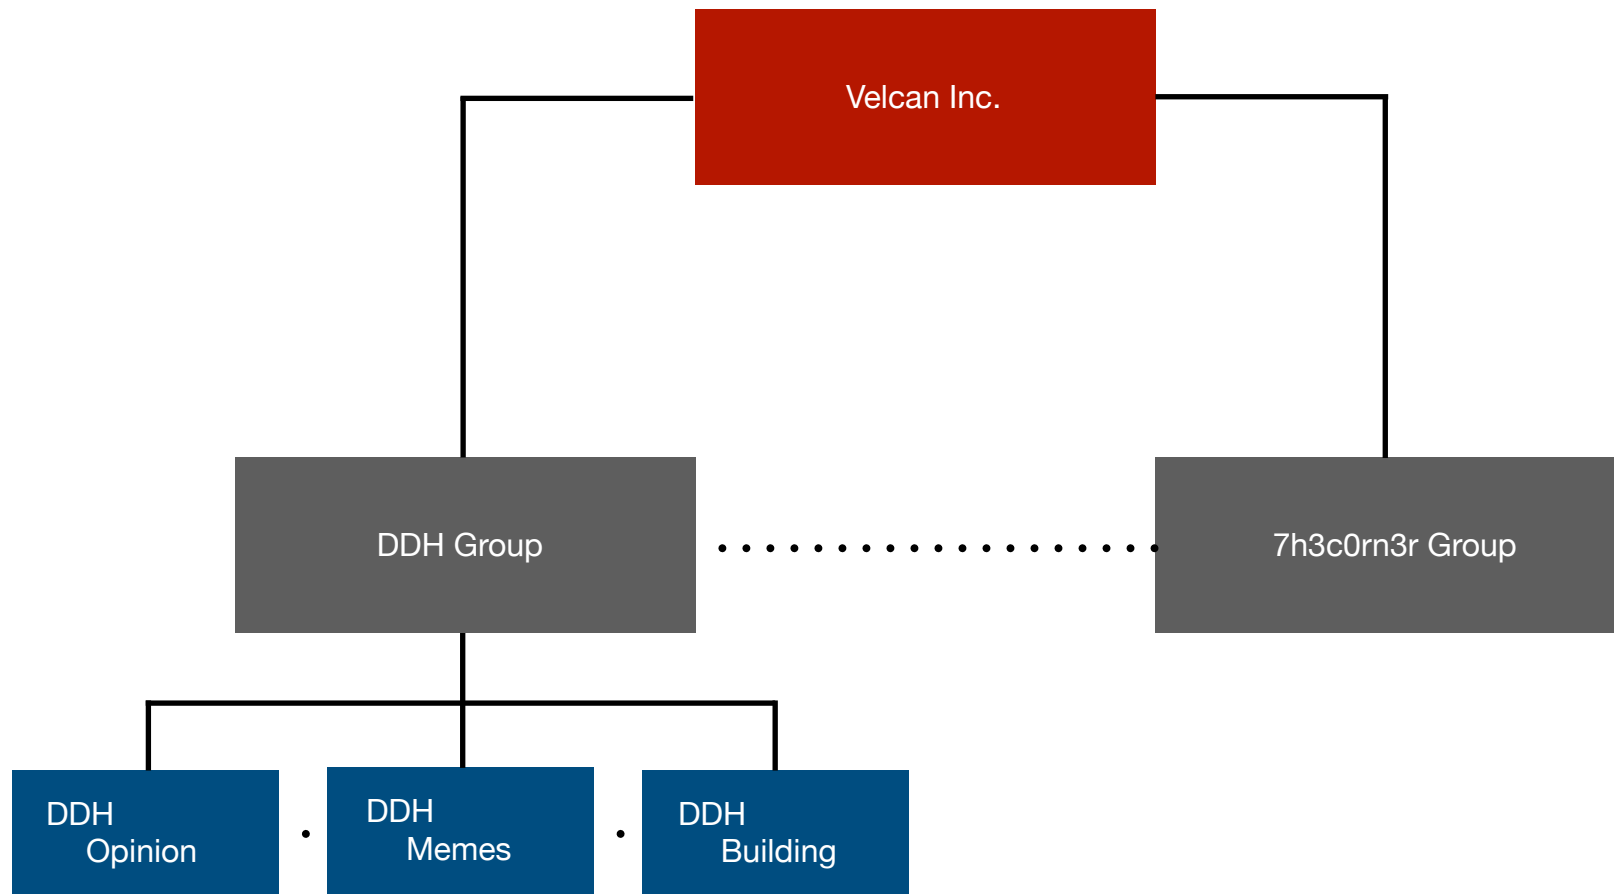 Velcan Inc.
DDH Group
7h3c0rn3r Group
DDH
Opinion
DDH
Memes
DDH
Building